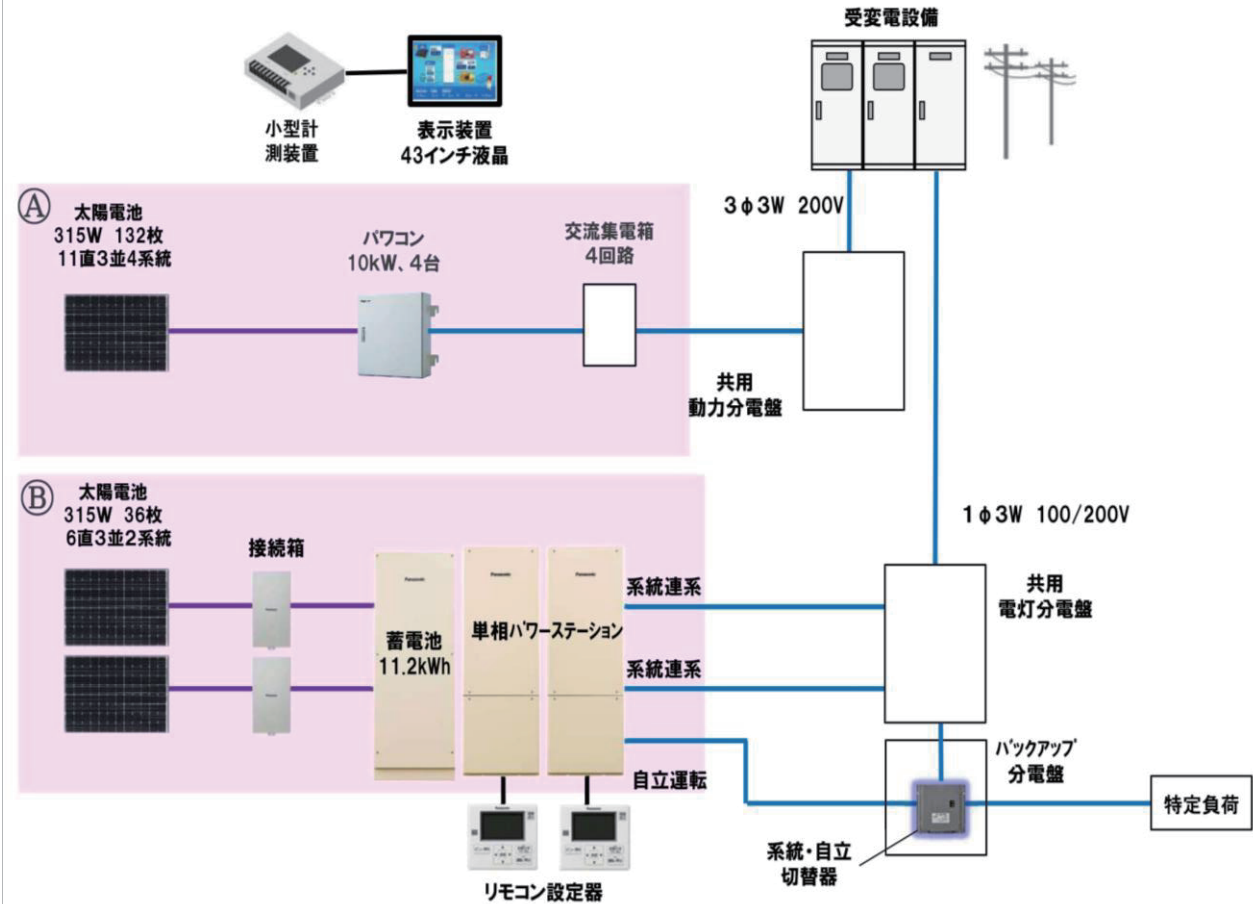 受変電設備
小型計
測装置
表示装置
43インチ液晶
3φ3W 200V
Ⓐ
太陽電池
315W 132枚
11直3並4系統
パワコン
10kW、4台
交流集電箱
4回路
共用
動力分電盤
Ⓑ
太陽電池
315W 36枚
6直3並2系統
接続箱
1φ3W 100/200V
Panasonic
Panasonic
Panasonic
蓄電池
11.2kWh
単相パワーステーション
系統連系
系統連系
自立運転
共用
電灯分電盤
バックアップ
分電盤
特定負荷
系統・自立
切替器
リモコン設定器